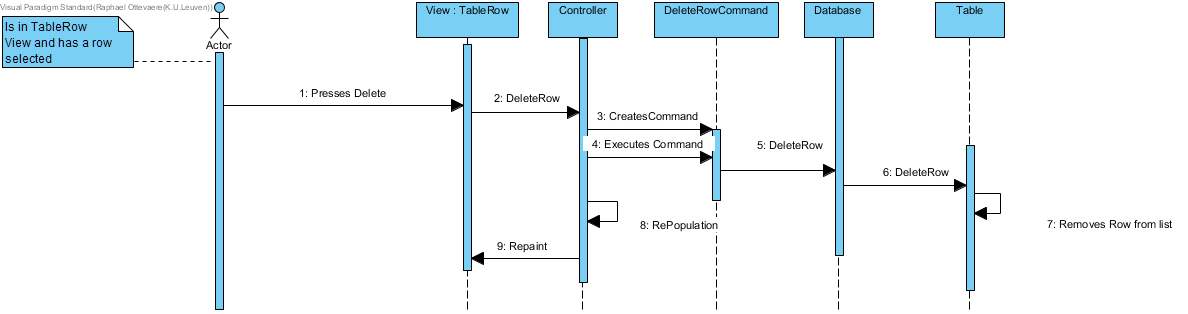 Visual Paradigm Standard(Raphael Ottevaere(K.U.Leuven))
Is in TableRow
View and has a row
selected
Actor
View : TableRow
Controller
DeleteRowCommand
Database
Table
1: Presses Delete
2: DeleteRow
3: CreatesCommand
4: Executes Command
5: DeleteRow
6: DeleteRow
7: Removes Row from list
8: RePopulation
9: Repaint